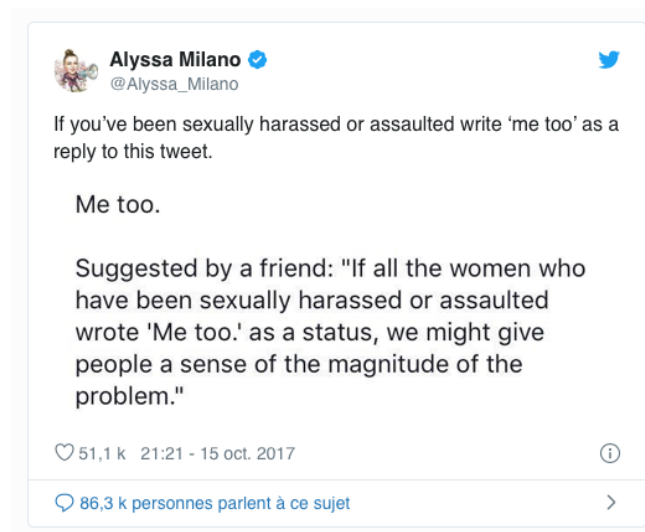 Alyssa Milano
@Alyssa_Milano
If you’ve been sexually harassed or assaulted write ‘me too’ as a
reply to this tweet.
Me too.
Suggested by a friend: "If all the women who
have been sexually harassed or assaulted
wrote 'Me too.' as a status, we might give
people a sense of the magnitude of the
problem."
51,1 k 21:21 - 15 oct. 2017
86,3 k personnes parlent à ce sujet